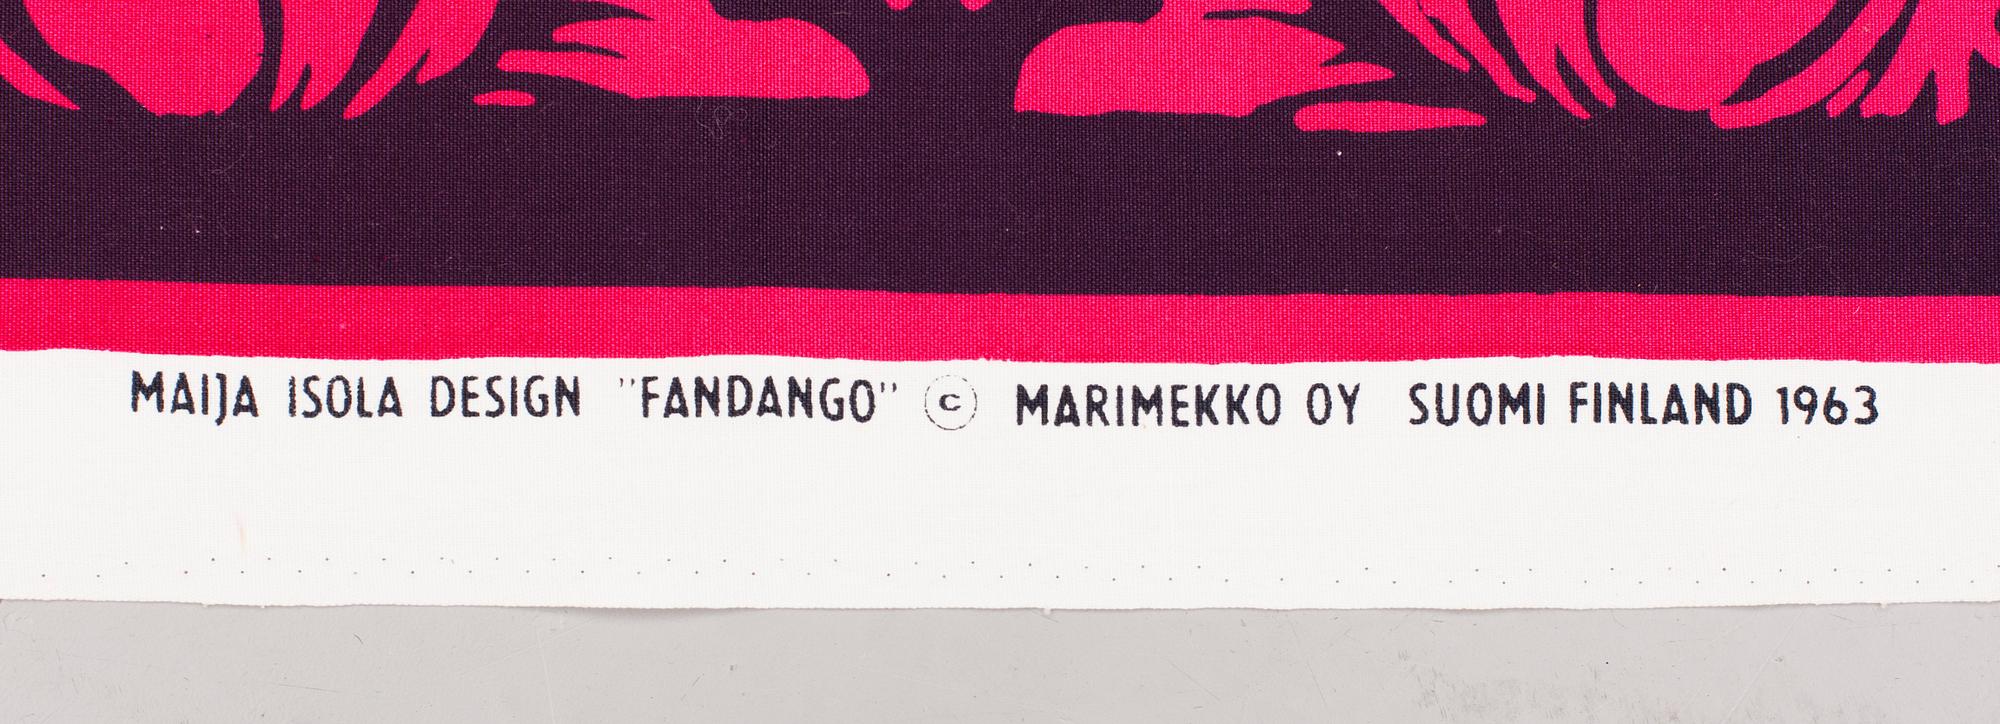 MAIJA ISOLA DESIGN "FANDANGO" © MARIMEKKO OY SUOMI FINLAND 1963